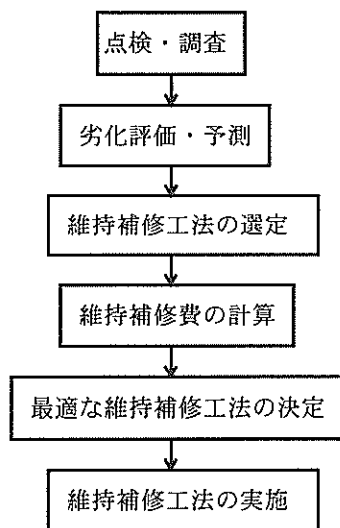 点検・調査
劣化評価・予測
維持補修工法の選定
維持補修費の計算
最適な維持補修工法の決定
維持補修工法の実施